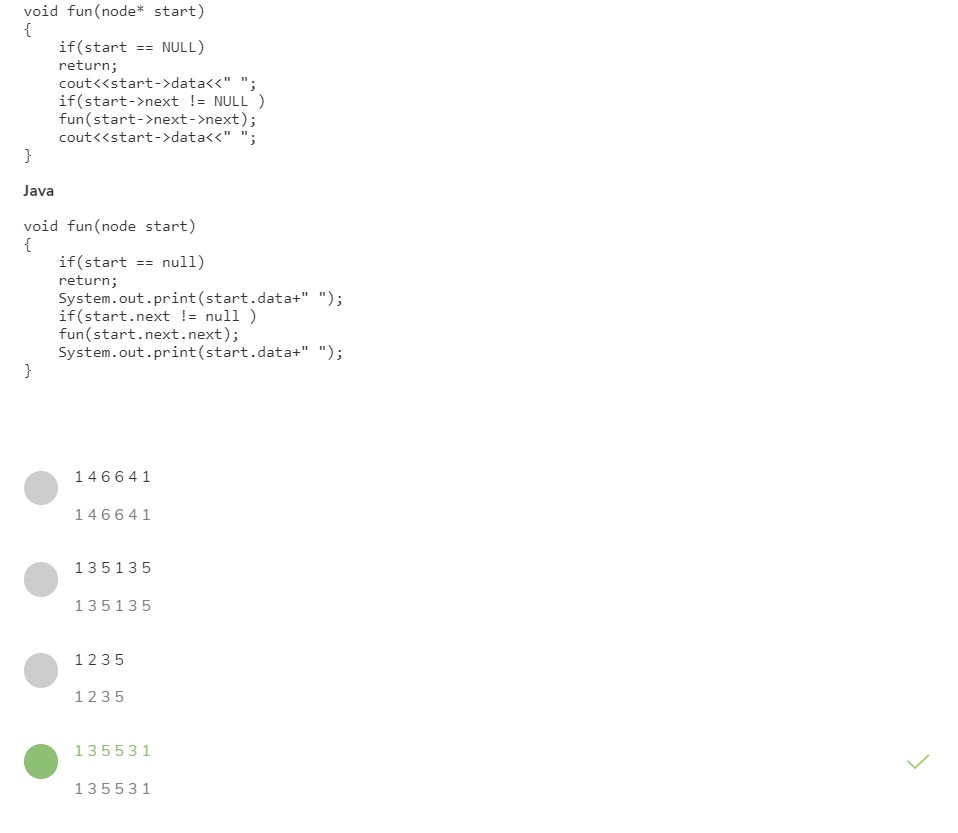 void fun(node* start)
{
    if(start == NULL)
    return;
    cout<<start->data<<" ";
    if(start->next != NULL )
    fun(start->next->next);
    cout<<start->data<<" ";
}
Java
void fun(node start)
{
    if(start == null)
    return;
    System.out.print(start.data+" ");
    if(start.next != null )
    fun(start.next.next);
    System.out.print(start.data+" ");
}
1 4 6 6 4 1
1 4 6 6 4 1
1 3 5 1 3 5
1 3 5 1 3 5
1 2 3 5
1 2 3 5
1 3 5 5 3 1
1 3 5 5 3 1